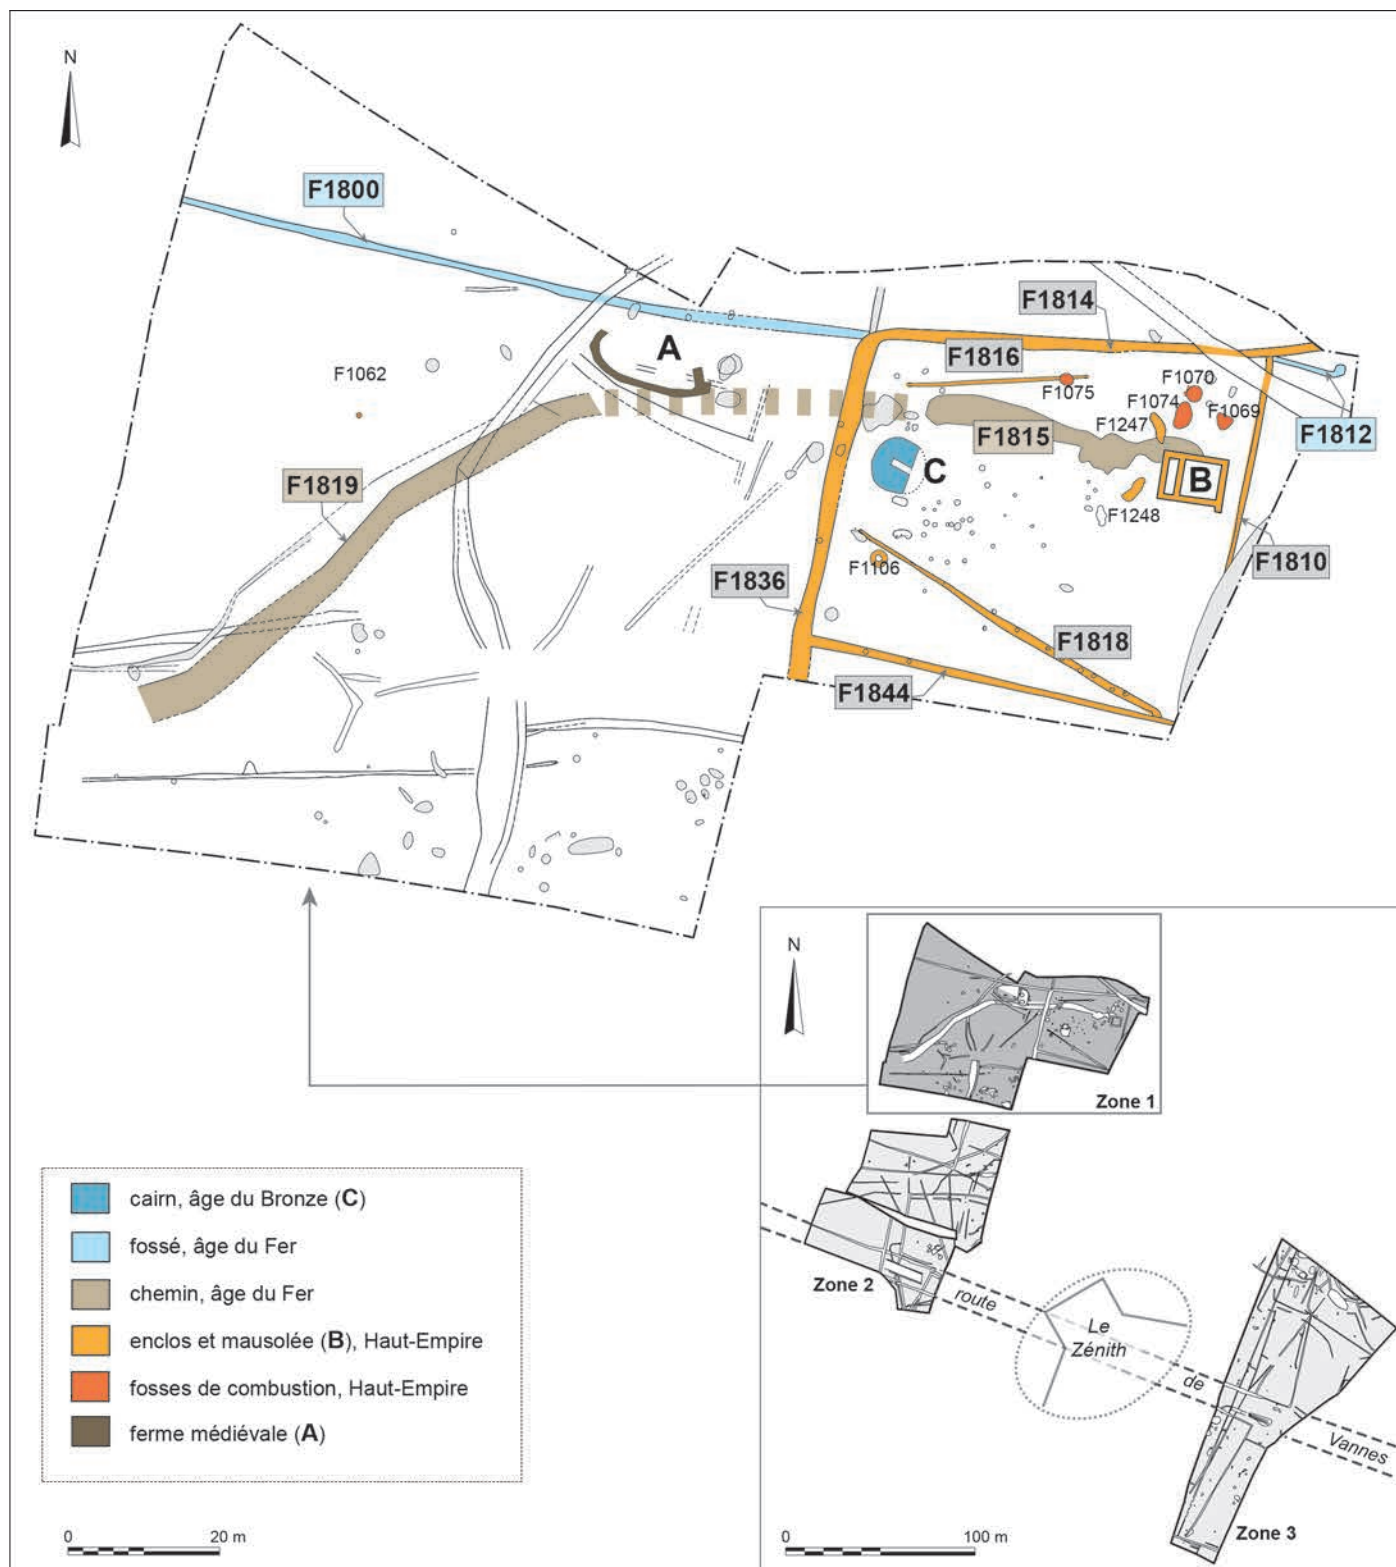 N
F1800
F1814
F1816
F1070
F1062
F1075
F1074
F1069
A
F1247
F1812
F1815
F1819
C
B
F1248
F1106
F1810
F1836
F1818
F1844
N
Zone 1
cairn, âge du Bronze (C)
fossé, âge du Fer
chemin, âge du Fer
enclos et mausolée (B), Haut-Empire
fosses de combustion, Haut-Empire
ferme médiévale (A)
0 20 m
Zone 2
route
Le
Zénith
de
Vannes
Zone 3
0 100 m